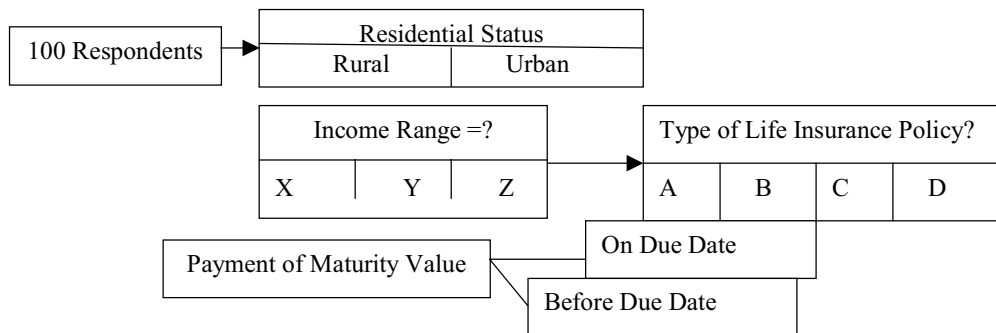 Residential Status
100 Respondents
Rural Urban
Income Range =?
Type of Life Insurance Policy?
X Y Z
A B C D
On Due Date
Payment of Maturity Value
Before Due Date